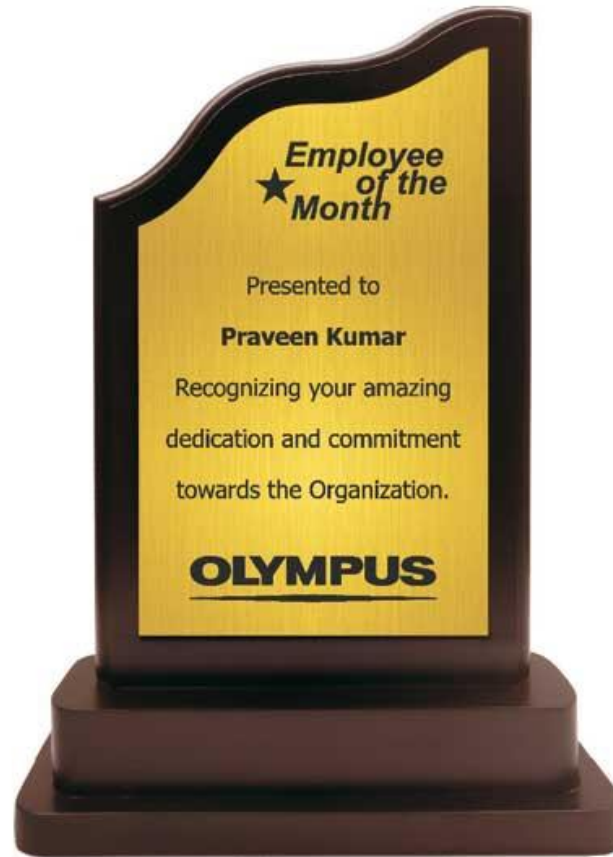 Employee
of the
Month
Presented to
Praveen Kumar
Recognizing your amazing
dedication and commitment
towards the Organization.
OLYMPUS